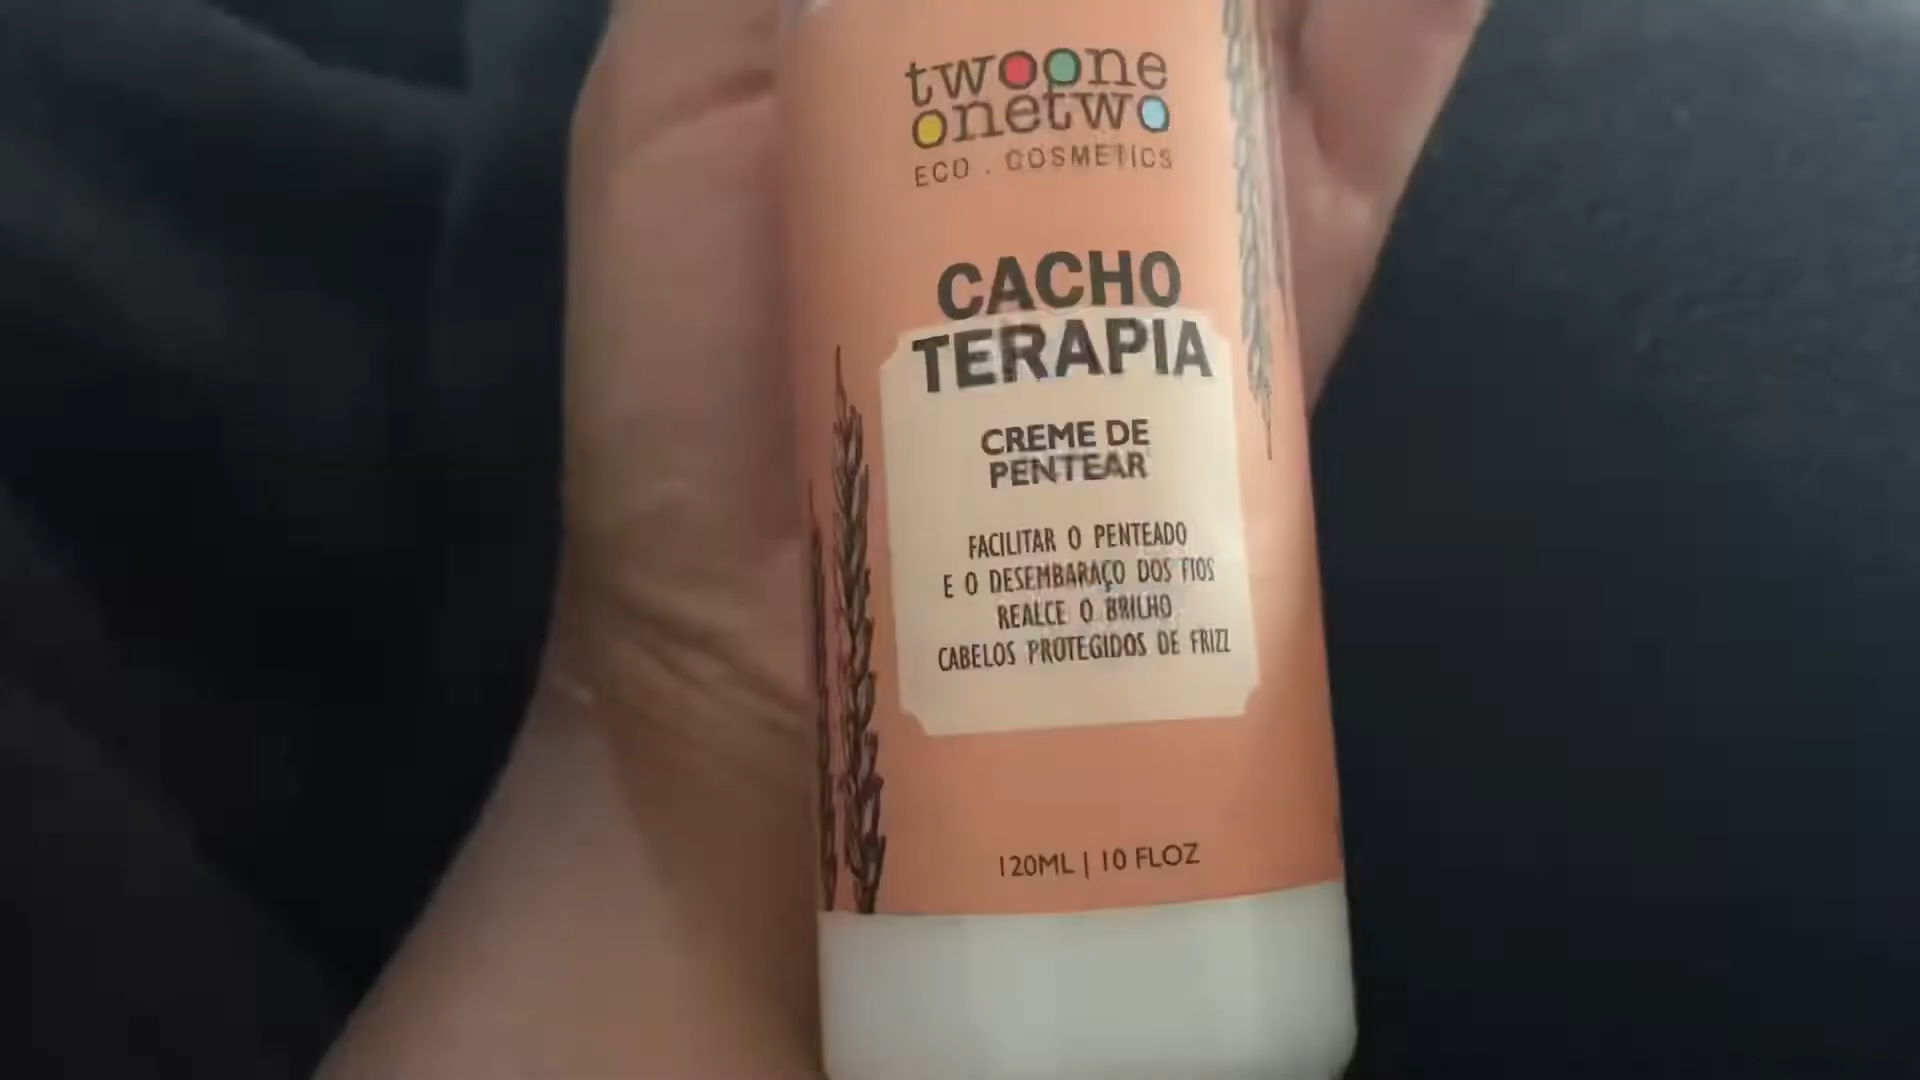 twoone
onetwo
ECO . COSMETICS
CACHO
TERAPIA
CREME DE
PENTEAR
FACILITAR O PENTEADO
E O DESEMBARAÇO DOS FIOS
REALCE O BRILHO
CABELOS PROTEGIDOS DE FRIZZ
120ML | 10 FLOZ